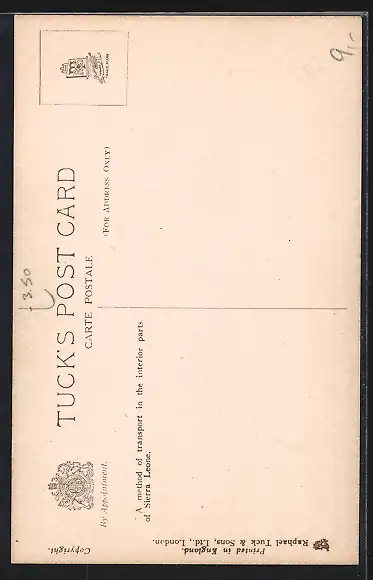 TUCK'S POST CARD
CARTE POSTALE
(FOR ADDRESS ONLY)
By Appointment.
A method of transport in the interior parts
of Sierra Leone.
Copyright.
Raphael Tuck & Sons, Ltd., London.
Printed in England.
3.50
9,-